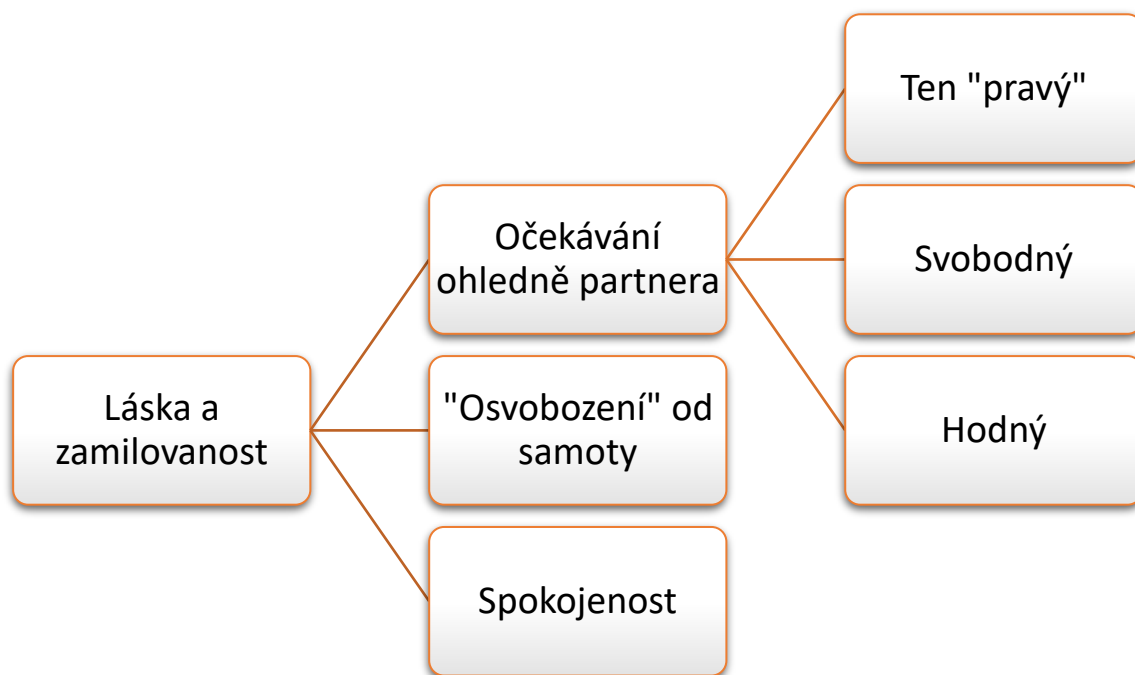 Láska a
zamilovanost
Očekávání
ohledně partnera
"Osvobození" od
samoty
Spokojenost
Ten "pravý"
Svobodný
Hodný